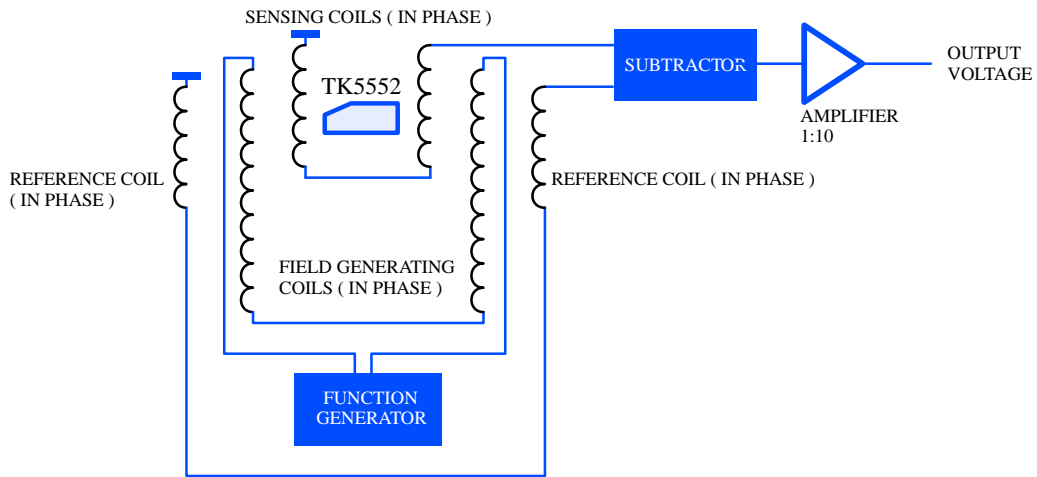 SENSING COILS ( IN PHASE )
SUBTRACTOR
OUTPUT
VOLTAGE
TK5552
AMPLIFIER
1:10
REFERENCE COIL
( IN PHASE )
REFERENCE COIL ( IN PHASE )
FIELD GENERATING
COILS ( IN PHASE )
FUNCTION
GENERATOR